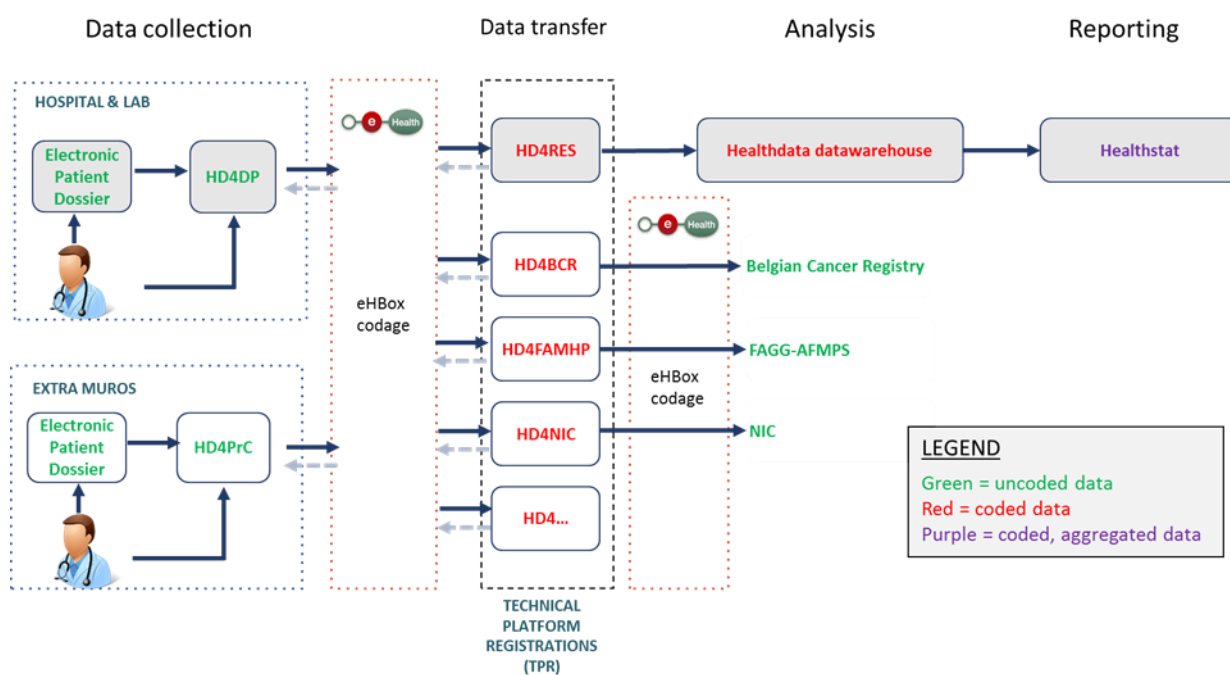 Data collection
Data transfer
Analysis
Reporting
HOSPITAL & LAB
Electronic
Patient
Dossier
HD4DP
e Health
HD4RES
Healthdata datawarehouse
Healthstat
e Health
HD4BCR
Belgian Cancer Registry
eHBox
codage
HD4FAMHP
FAGG-AFMPS
eHBox
codage
EXTRA MUROS
Electronic
Patient
Dossier
HD4PrC
HD4NIC
NIC
HD4...
LEGEND
Green = uncoded data
Red = coded data
Purple = coded, aggregated data
TECHNICAL
PLATFORM
REGISTRATIONS
(TPR)